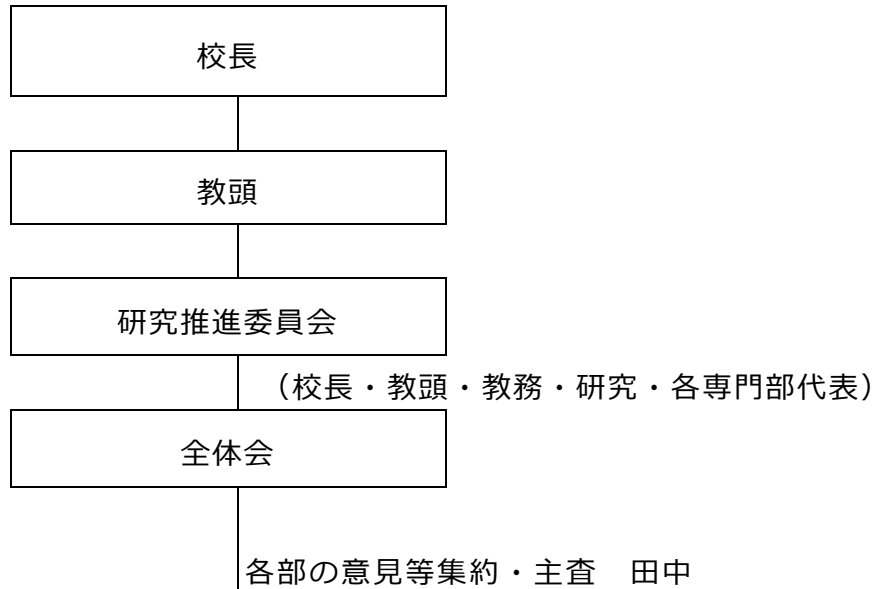 校長
教頭
研究推進委員会
（校長・教頭・教務・研究・各専門部代表）
全体会
各部の意見等集約・主査　田中